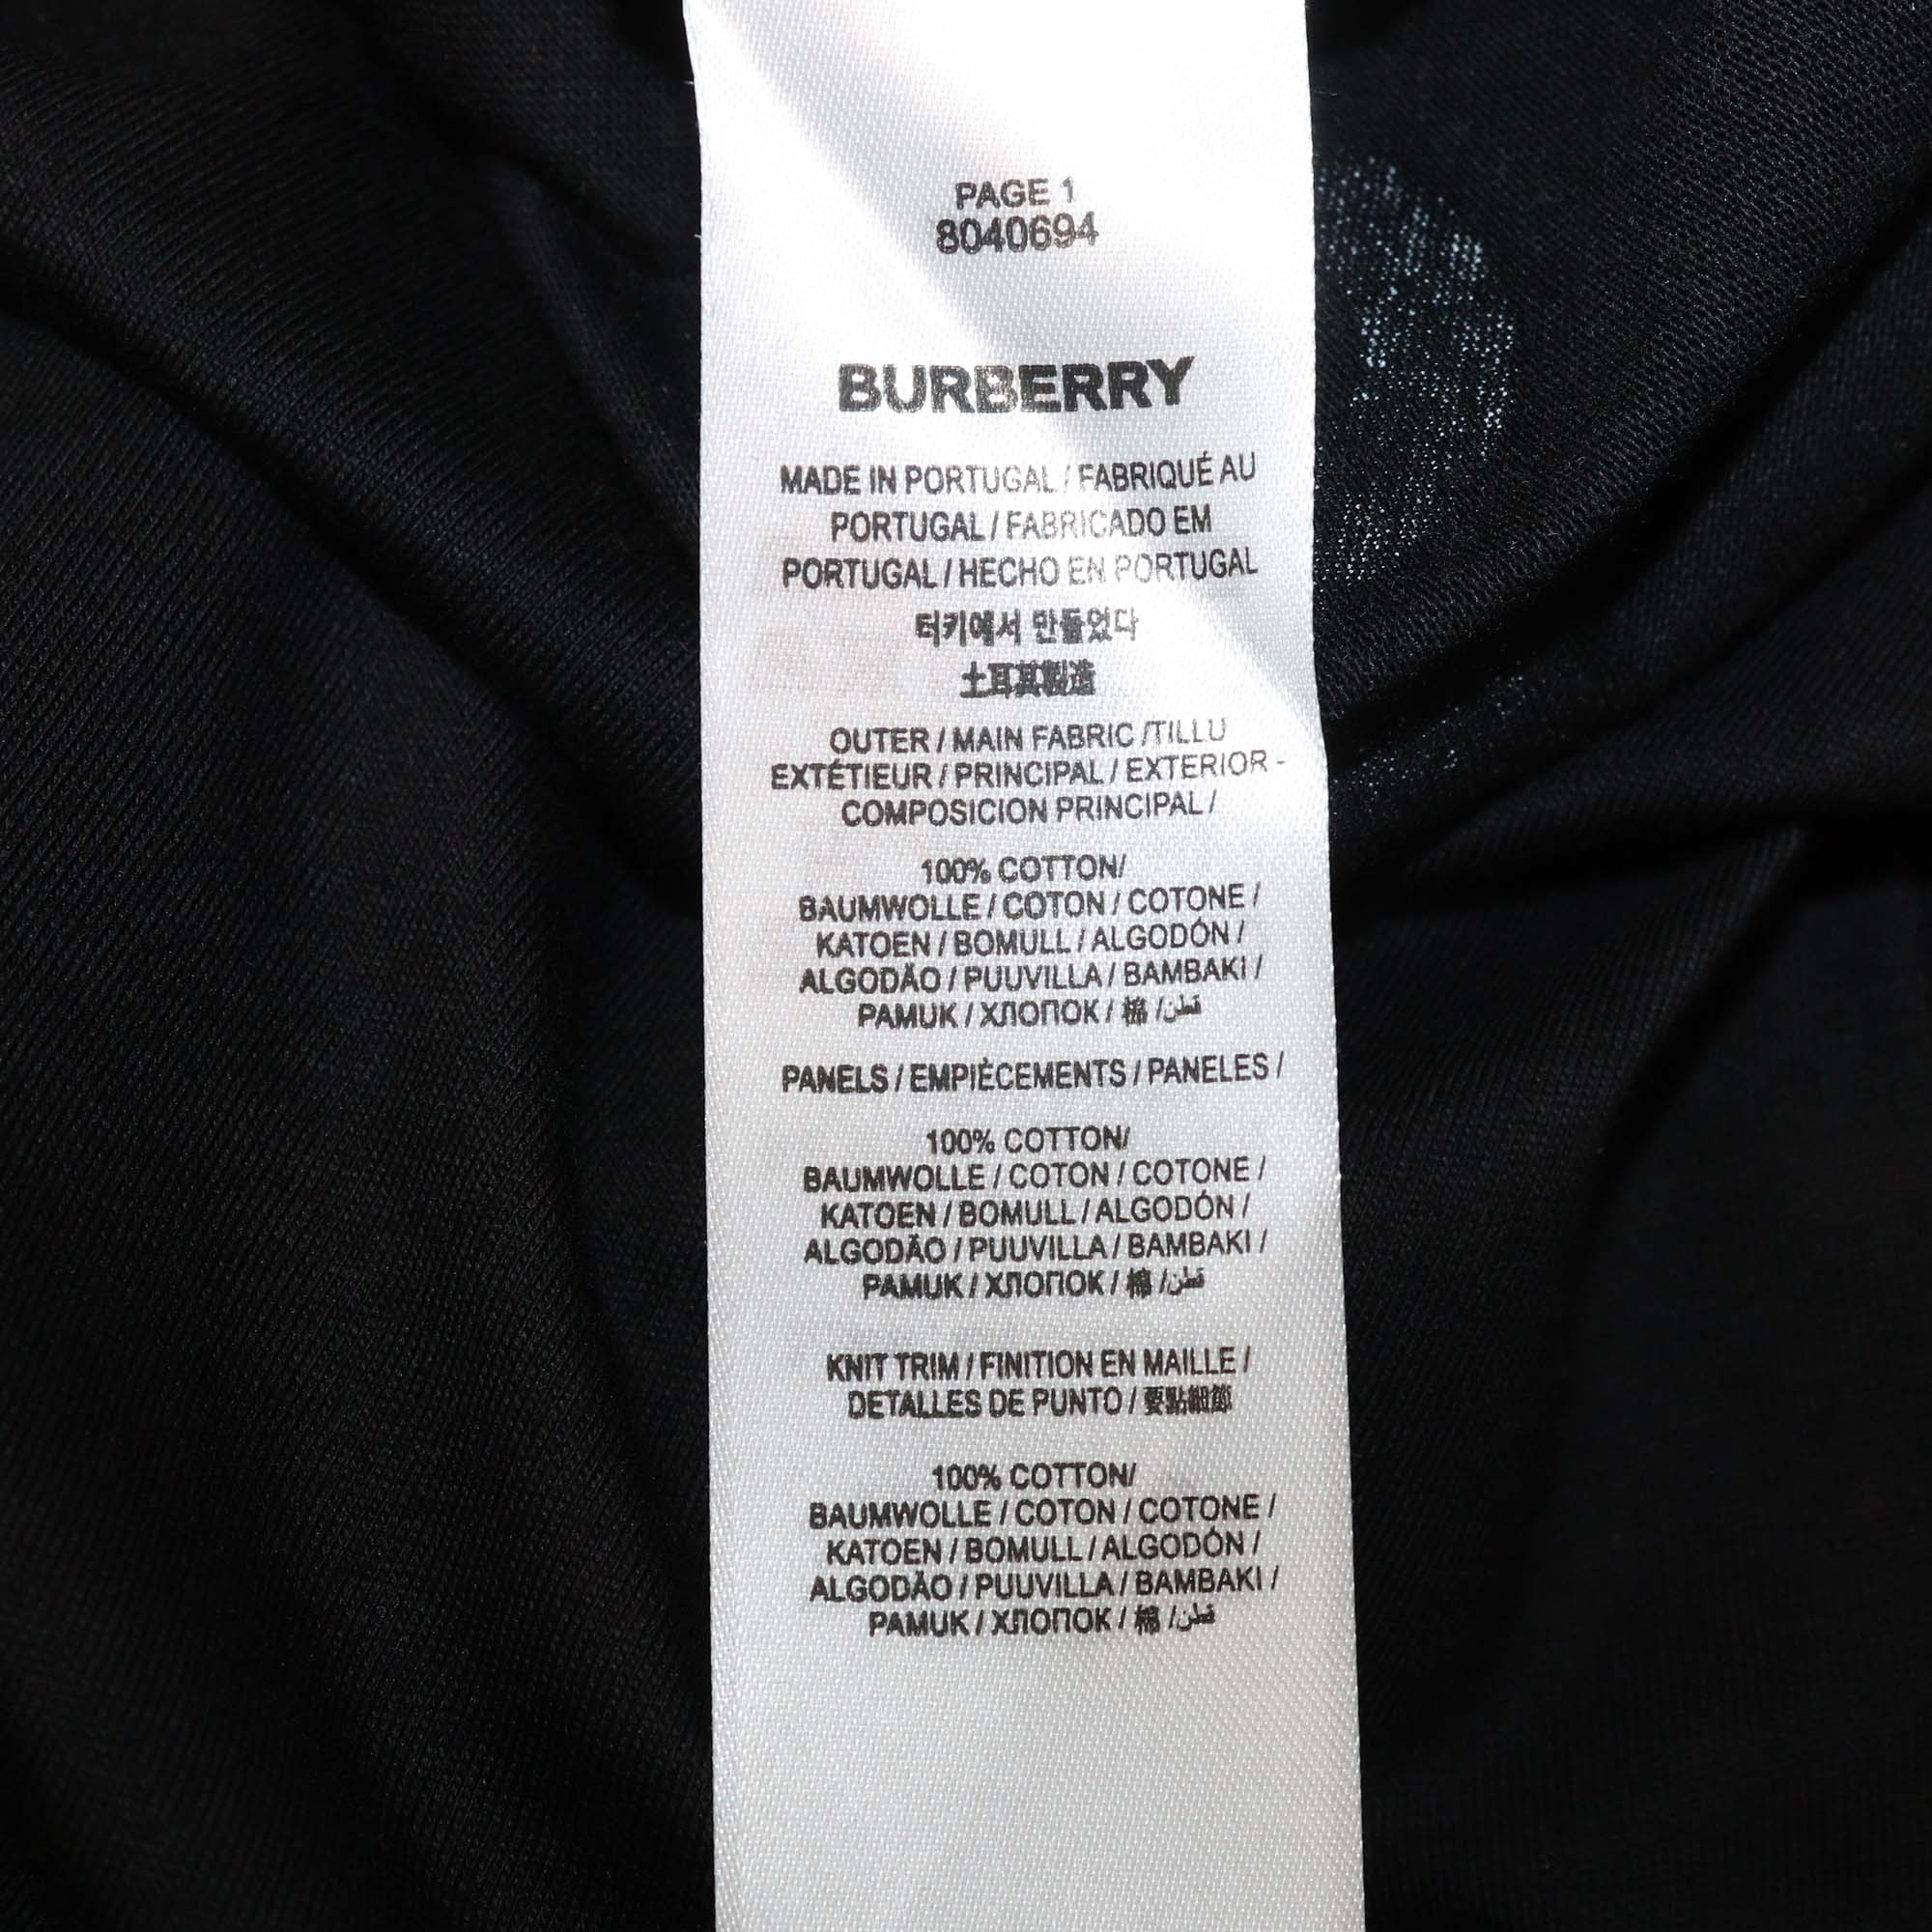 PAGE 1
8040694
BURBERRY
MADE IN PORTUGAL / FABRIQUÉ AU
PORTUGAL / FABRICADO EM
PORTUGAL / HECHO EN PORTUGAL
터키에서 만들었다
土耳其製造
OUTER / MAIN FABRIC /TILLU
EXTÉTIEUR / PRINCIPAL / EXTERIOR -
COMPOSICION PRINCIPAL /
100% COTTON/
BAUMWOLLE / COTON / COTONE /
KATOEN / BOMULL / ALGODÓN /
ALGODÃO / PUUVILLA / BAMBAKI /
PAMUK / ХЛОПОК / 棉 /قطن
PANELS / EMPIÈCEMENTS / PANELES /
100% COTTON/
BAUMWOLLE / COTON / COTONE /
KATOEN / BOMULL / ALGODÓN /
ALGODÃO / PUUVILLA / BAMBAKI /
PAMUK / ХЛОПОК / 棉 /قطن
KNIT TRIM / FINITION EN MAILLE /
DETALLES DE PUNTO / 要點細節
100% COTTON/
BAUMWOLLE / COTON / COTONE /
KATOEN / BOMULL / ALGODÓN /
ALGODÃO / PUUVILLA / BAMBAKI /
PAMUK / ХЛОПОК / 棉 /قطن